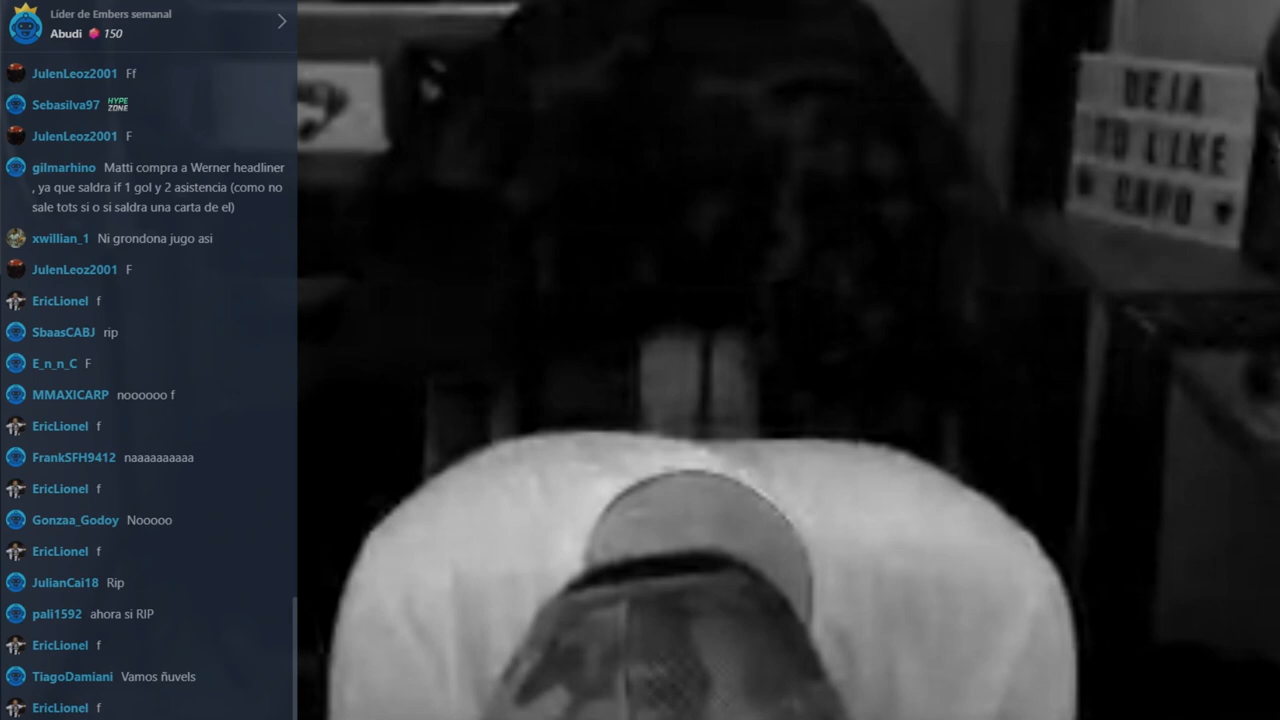 Líder de Embers semanal
Abudi 150
JulenLeoz2001 Ff
Sebasilva97 HYPE ZONE
JulenLeoz2001 F
gilmarhino Matti compra a Werner headliner
, ya que saldra if 1 gol y 2 asistencia (como no
sale tots si o si saldra una carta de el)
xwillian_1 Ni grondona jugo asi
JulenLeoz2001 F
EricLionel f
SbaasCABJ rip
E_n_n_C F
MMAXICARP noooooo f
EricLionel f
FrankSFH9412 naaaaaaaaaa
EricLionel f
Gonzaa_Godoy Nooooo
EricLionel f
JulianCai18 Rip
pali1592 ahora si RIP
EricLionel f
TiagoDamiani Vamos ñuvels
EricLionel f
DEJA
TU LIKE
CAPO